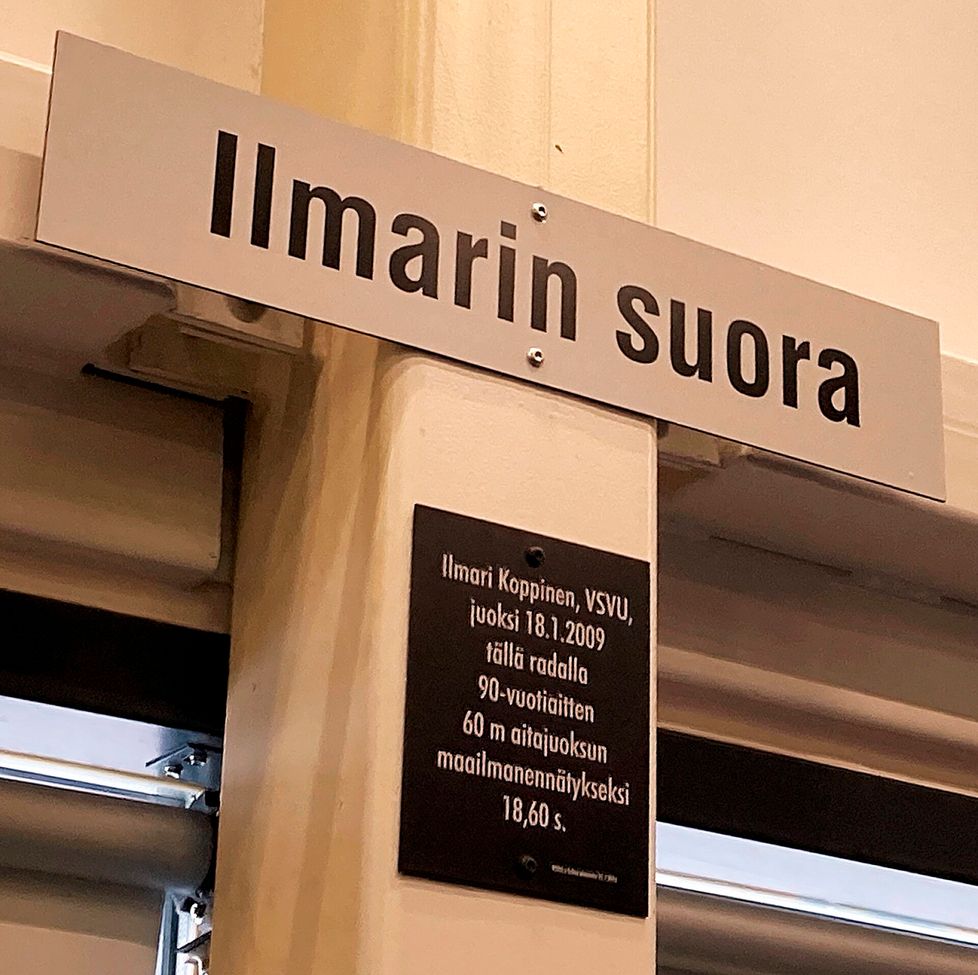 Ilmarin suora
Ilmari Koppinen, VSVU,
juoksi 18.1.2009
tällä radalla
90-vuotiaitten
60 m aitajuoksun
maailmanennätykseksi
18,60 s.